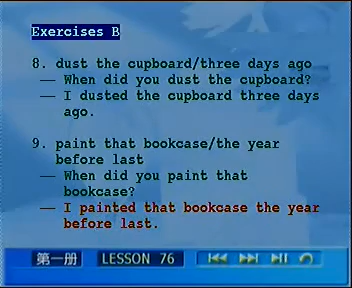 Exercises B
8. dust the cupboard/three days ago
— When did you dust the cupboard?
— I dusted the cupboard three days
ago.
9. paint that bookcase/the year
before last
— When did you paint that
bookcase?
— I painted that bookcase the year
before last.
第一册 LESSON 76